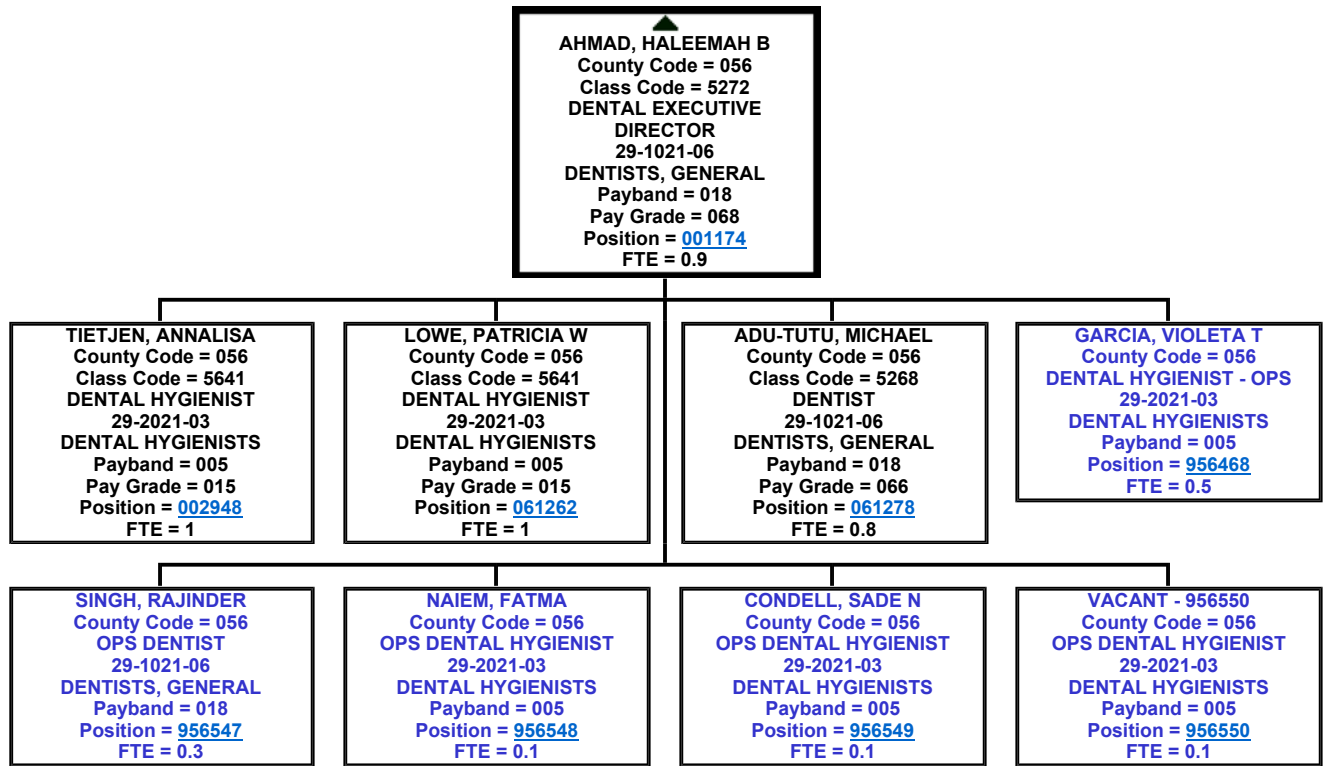 AHMAD, HALEEMAH B
County Code = 056
Class Code = 5272
DENTAL EXECUTIVE
DIRECTOR
29-1021-06
DENTISTS, GENERAL
Payband = 018
Pay Grade = 068
Position = 001174
FTE = 0.9
TIETJEN, ANNALISA
County Code = 056
Class Code = 5641
DENTAL HYGIENIST
29-2021-03
DENTAL HYGIENISTS
Payband = 005
Pay Grade = 015
Position = 002948
FTE = 1
LOWE, PATRICIA W
County Code = 056
Class Code = 5641
DENTAL HYGIENIST
29-2021-03
DENTAL HYGIENISTS
Payband = 005
Pay Grade = 015
Position = 061262
FTE = 1
ADU-TUTU, MICHAEL
County Code = 056
Class Code = 5268
DENTIST
29-1021-06
DENTISTS, GENERAL
Payband = 018
Pay Grade = 066
Position = 061278
FTE = 0.8
GARCIA, VIOLETA T
County Code = 056
DENTAL HYGIENIST - OPS
29-2021-03
DENTAL HYGIENISTS
Payband = 005
Position = 956468
FTE = 0.5
SINGH, RAJINDER
County Code = 056
OPS DENTIST
29-1021-06
DENTISTS, GENERAL
Payband = 018
Position = 956547
FTE = 0.3
NAIEM, FATMA
County Code = 056
OPS DENTAL HYGIENIST
29-2021-03
DENTAL HYGIENISTS
Payband = 005
Position = 956548
FTE = 0.1
CONDELL, SADE N
County Code = 056
OPS DENTAL HYGIENIST
29-2021-03
DENTAL HYGIENISTS
Payband = 005
Position = 956549
FTE = 0.1
VACANT - 956550
County Code = 056
OPS DENTAL HYGIENIST
29-2021-03
DENTAL HYGIENISTS
Payband = 005
Position = 956550
FTE = 0.1